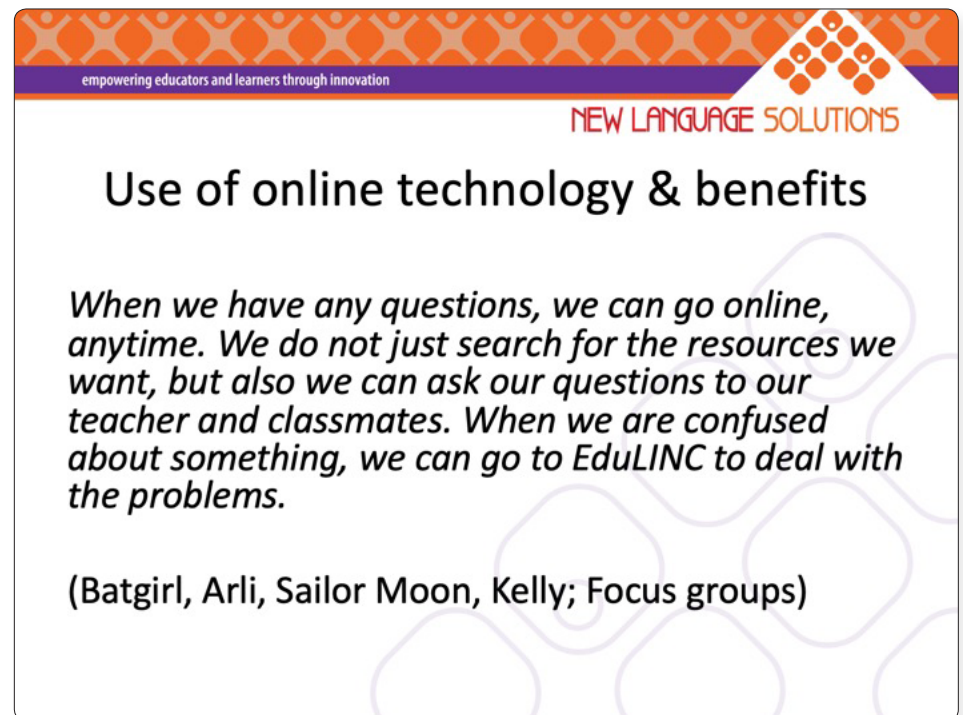 empowering educators and learners through innovation
NEW LANGUAGE SOLUTIONS
Use of online technology & benefits
When we have any questions, we can go online,
anytime. We do not just search for the resources we
want, but also we can ask our questions to our
teacher and classmates. When we are confused
about something, we can go to EduLINC to deal with
the problems.
(Batgirl, Arli, Sailor Moon, Kelly; Focus groups)